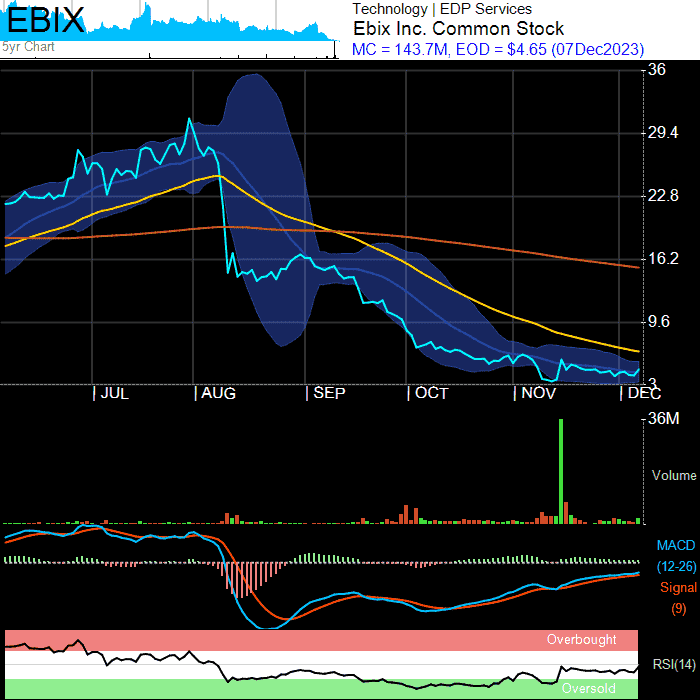 EBIX
5yr Chart
Technology | EDP Services
Ebix Inc. Common Stock
MC = 143.7M, EOD = $4.65 (07Dec2023)
36
29.4
22.8
16.2
9.6
3
JUL AUG SEP OCT NOV DEC
36M
Volume
MACD
(12-26)
Signal
(9)
Overbought
RSI(14)
Oversold